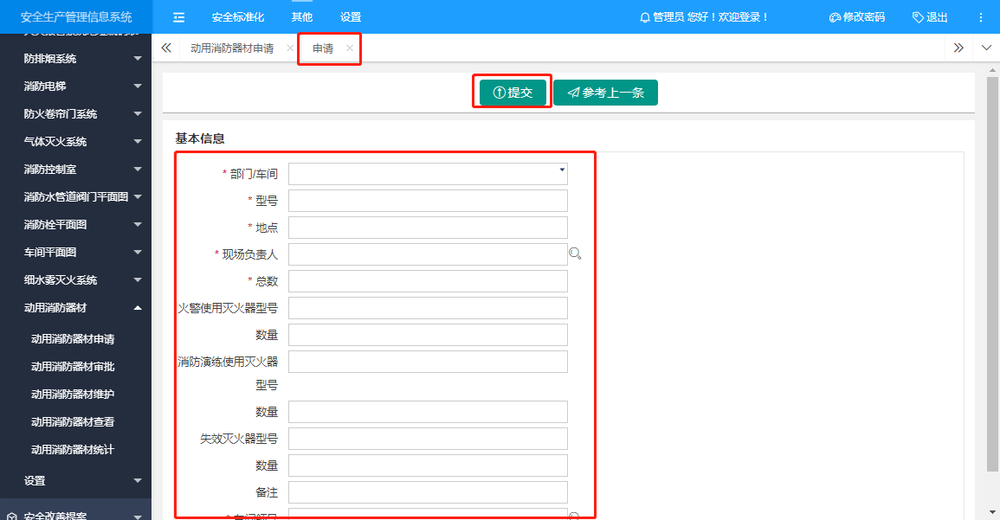 安全生产管理信息系统
安全标准化
其他
设置
管理员 您好！欢迎登录！
修改密码
退出
动用消防器材申请
申请
防排烟系统
消防电梯
防火卷帘门系统
气体灭火系统
消防控制室
消防水管道阀门平面图
消防栓平面图
车间平面图
细水雾灭火系统
动用消防器材
动用消防器材申请
动用消防器材审批
动用消防器材维护
动用消防器材查看
动用消防器材统计
设置
安全改善提案
提交
参考上一条
基本信息
* 部门/车间
* 型号
* 地点
* 现场负责人
* 总数
火警使用灭火器型号
数量
消防演练使用灭火器
型号
数量
失效灭火器型号
数量
备注
* 车间领导